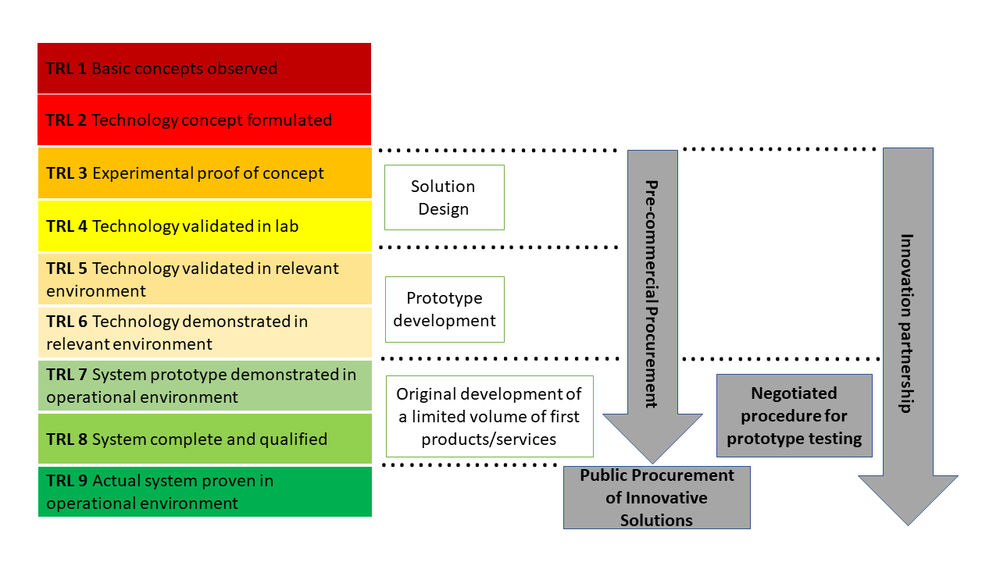 TRL 1 Basic concepts observed
TRL 2 Technology concept formulated
TRL 3 Experimental proof of concept
TRL 4 Technology validated in lab
TRL 5 Technology validated in relevant
environment
TRL 6 Technology demonstrated in
relevant environment
TRL 7 System prototype demonstrated in
operational environment
TRL 8 System complete and qualified
TRL 9 Actual system proven in
operational environment
Solution
Design
Prototype
development
Original development of
a limited volume of first
products/services
Pre-commercial Procurement
Public Procurement
of Innovative
Solutions
Negotiated
procedure for
prototype testing
Innovation partnership